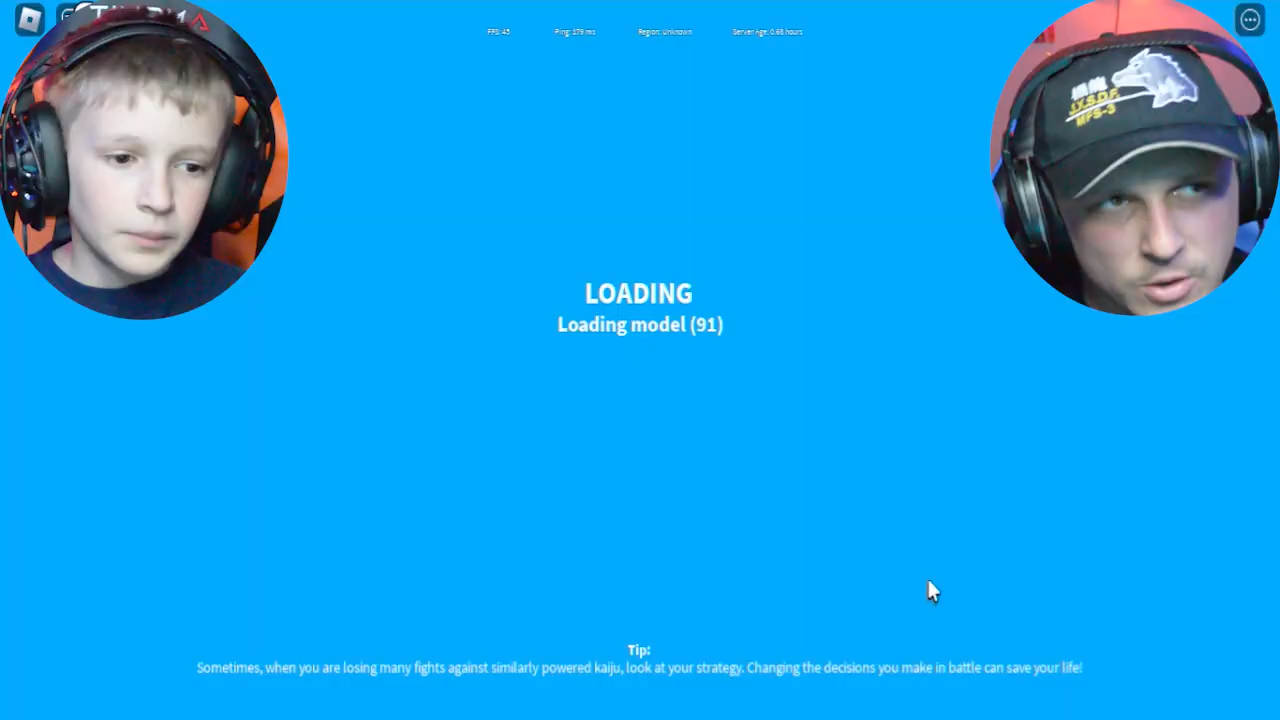 FPS: 45
Ping: 179 ms
Region: Unknown
Server Age: 0.68 hours
J.X.S.D.F.
MFS-3
LOADING
Loading model (91)
Tip:
Sometimes, when you are losing many fights against similarly powered kaiju, look at your strategy. Changing the decisions you make in battle can save your life!